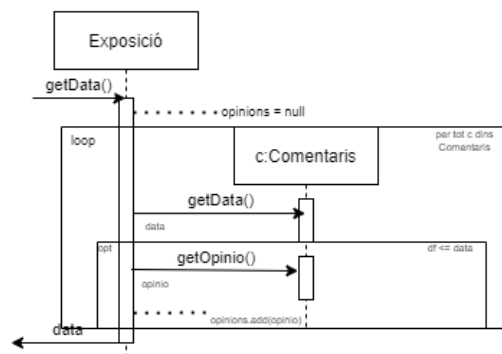 Exposició
getData()
opinions = null
loop
per tot c dins
Comentaris
c:Comentaris
getData()
data
opt
df <= data
getOpinio()
opinio
opinions.add(opinio)
data